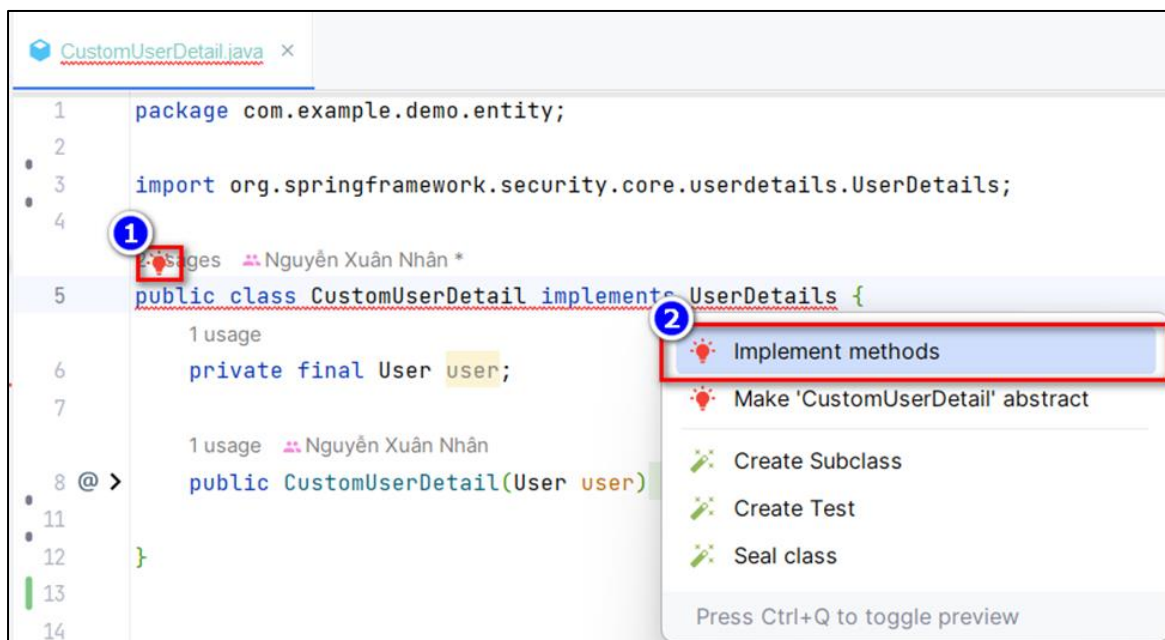 CustomUserDetail.java ×
1 package com.example.demo.entity;
2
3 import org.springframework.security.core.userdetails.UserDetails;
4
1
2 usages Nguyễn Xuân Nhân *
5 public class CustomUserDetail implements UserDetails {
1 usage
2
Implement methods
6 private final User user;
Make 'CustomUserDetail' abstract
7
1 usage Nguyễn Xuân Nhân
Create Subclass
8 @ public CustomUserDetail(User user)
Create Test
11
12 }
Seal class
13
14
Press Ctrl+Q to toggle preview